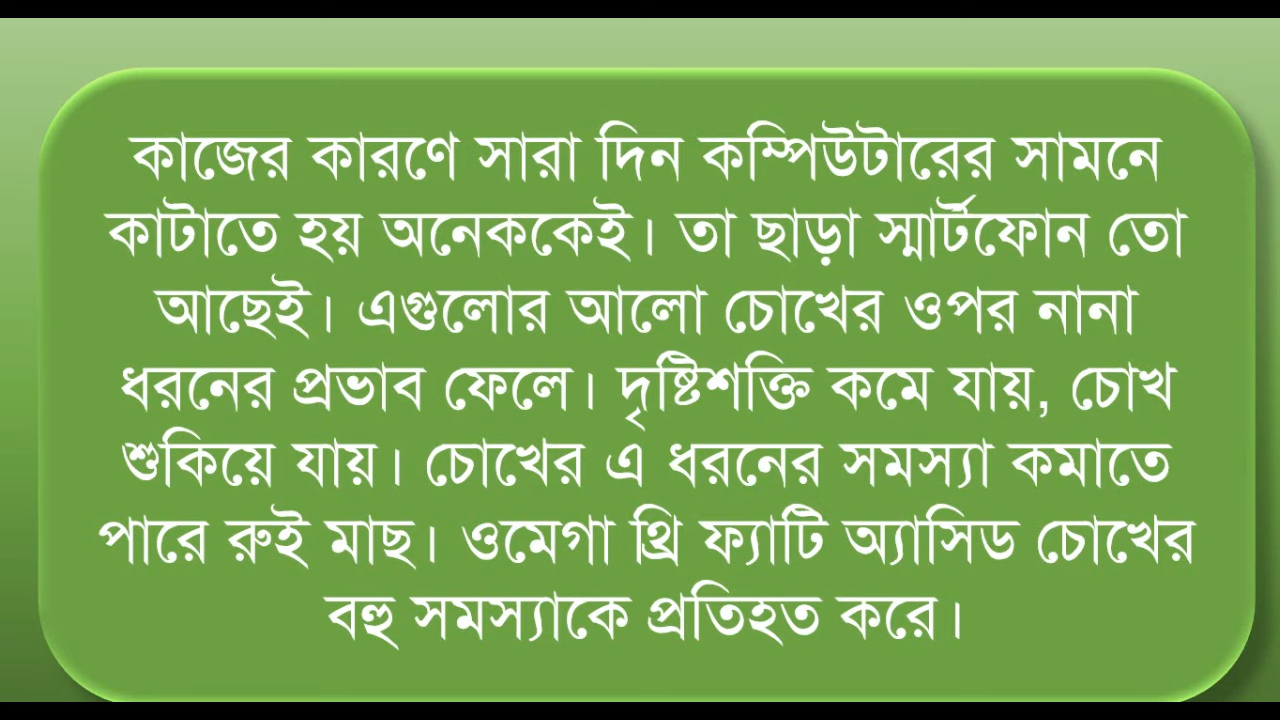 কাজের কারণে সারা দিন কম্পিউটারের সামনে
কাটাতে হয় অনেককেই। তা ছাড়া স্মার্টফোন তো
আছেই। এগুলোর আলো চোখের ওপর নানা
ধরনের প্রভাব ফেলে। দৃষ্টিশক্তি কমে যায়, চোখ
শুকিয়ে যায়। চোখের এ ধরনের সমস্যা কমাতে
পারে রুই মাছ। ওমেগা থ্রি ফ্যাটি অ্যাসিড চোখের
বহু সমস্যাকে প্রতিহত করে।